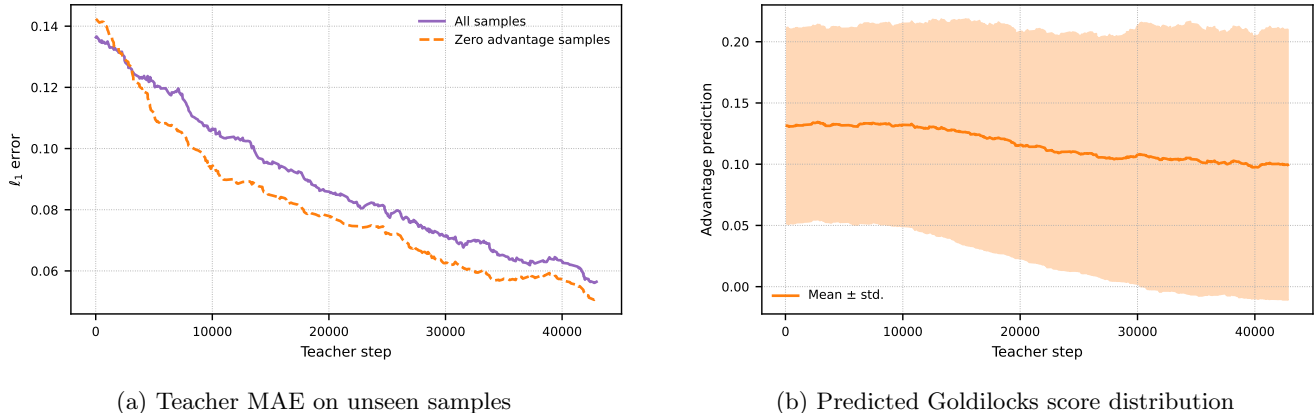 0.14
0.12
0.10
0.08
0.06
ℓ₁ error
All samples
Zero advantage samples
0
10000
20000
30000
40000
Teacher step
(a) Teacher MAE on unseen samples
0.20
0.15
0.10
0.05
0.00
Advantage prediction
Mean ± std.
0
10000
20000
30000
40000
Teacher step
(b) Predicted Goldilocks score distribution